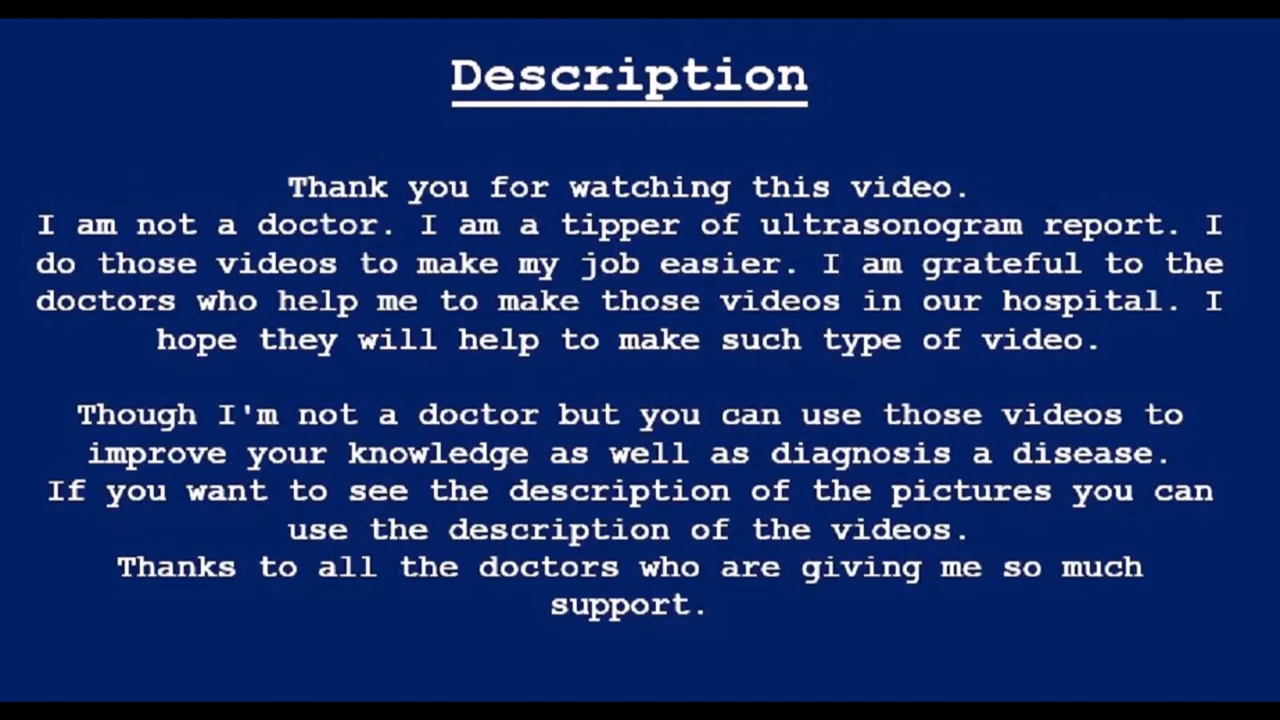 Description
Thank you for watching this video.
I am not a doctor. I am a tipper of ultrasonogram report. I
do those videos to make my job easier. I am grateful to the
doctors who help me to make those videos in our hospital. I
hope they will help to make such type of video.
Though I'm not a doctor but you can use those videos to
improve your knowledge as well as diagnosis a disease.
If you want to see the description of the pictures you can
use the description of the videos.
Thanks to all the doctors who are giving me so much
support.